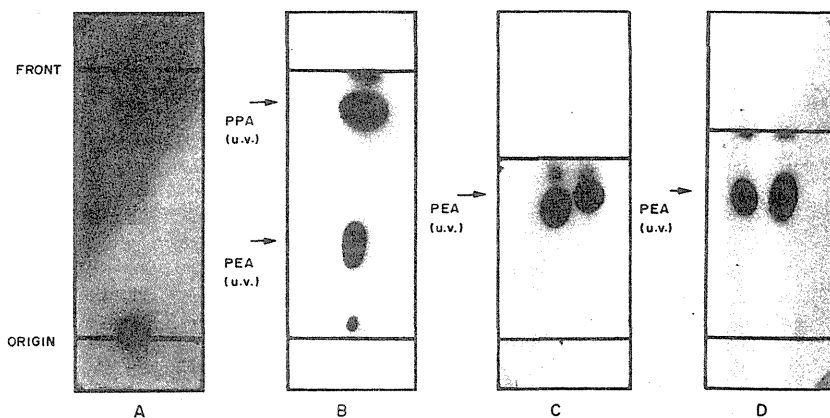 FRONT
PPA
(u.v.)
PEA
(u.v.)
ORIGIN
PEA
(u.v.)
PEA
(u.v.)
A
B
C
D